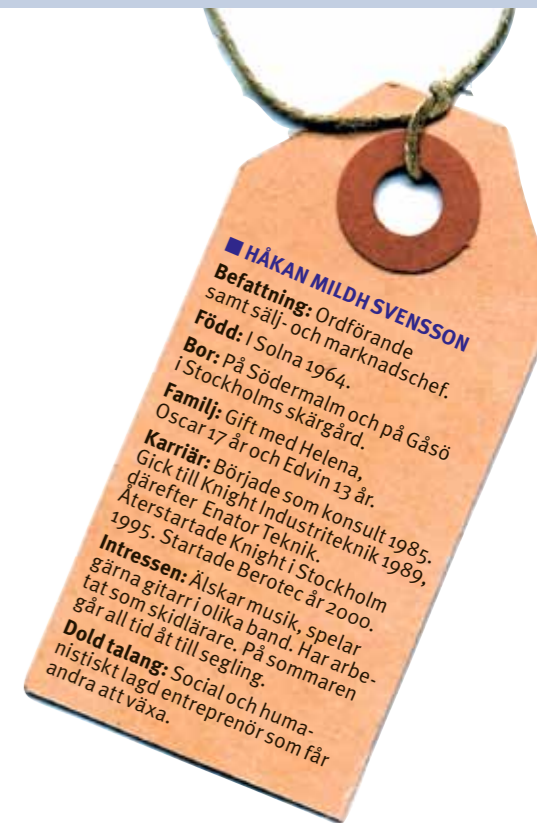 ■ HÅKAN MILDH SVENSSON
Befattning: Ordförande
samt sälj- och marknadschef.
Född: I Solna 1964.
Bor: På Södermalm och på Gåsö
i Stockholms skärgård.
Familj: Gift med Helena,
Oscar 17 år och Edvin 13 år.
Karriär: Började som konsult 1985.
Gick till Knight Industriteknik 1989,
därefter Enator Teknik.
Återstartade Knight i Stockholm
1995. Startade Berotec år 2000.
Intressen: Älskar musik, spelar
gärna gitarr i olika band. Har arbe-
tat som skidlärare. På sommaren
går all tid åt till segling.
Dold talang: Social och huma-
nistiskt lagd entreprenör som får
andra att växa.